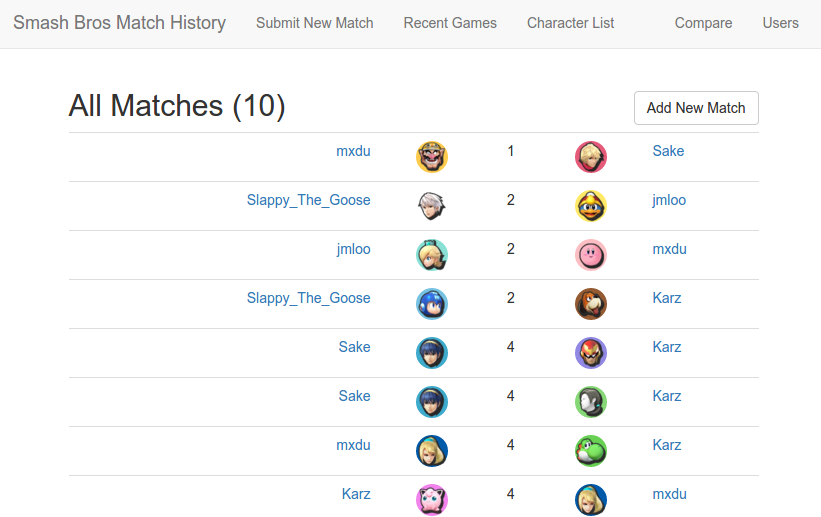 Smash Bros Match History Submit New Match Recent Games Character List Compare Users
All Matches (10) Add New Match
mxdu 1 Sake
Slappy_The_Goose 2 jmloo
jmloo 2 mxdu
Slappy_The_Goose 2 Karz
Sake 4 Karz
Sake 4 Karz
mxdu 4 Karz
Karz 4 mxdu